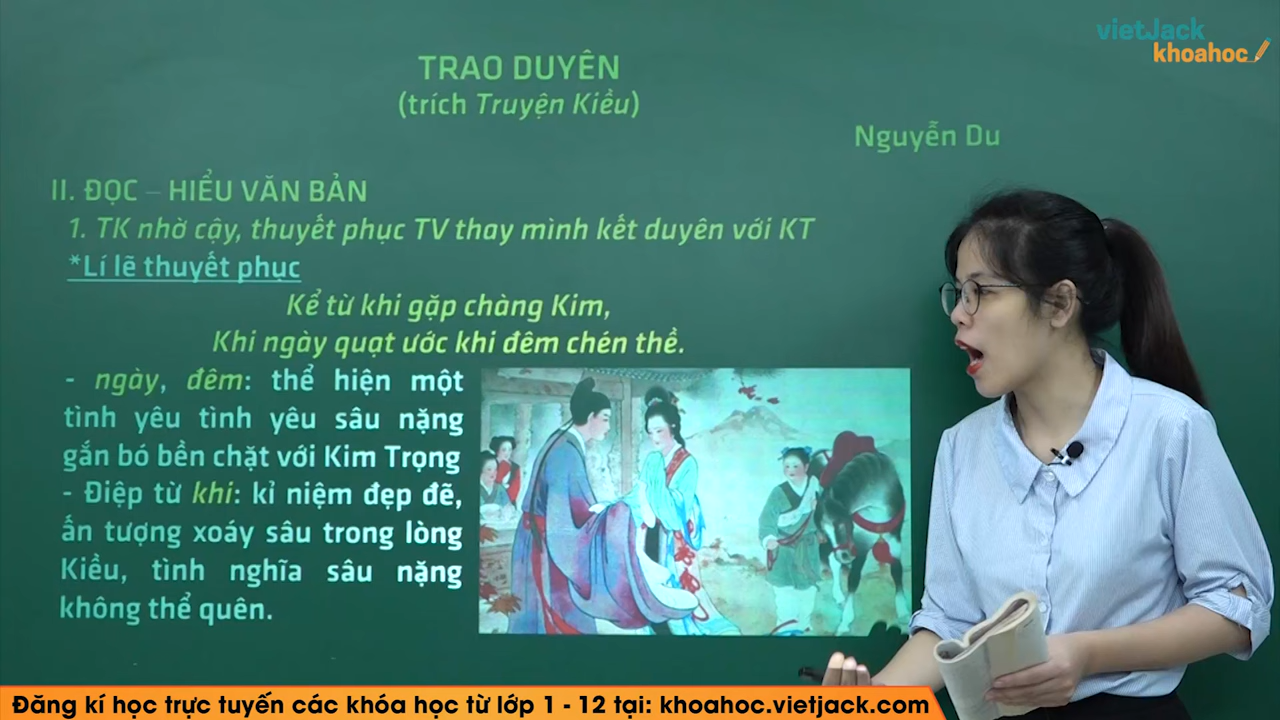 vietJack
khoahoc
TRAO DUYÊN
(trích Truyện Kiều)
Nguyễn Du
II. ĐỌC – HIỂU VĂN BẢN
1. TK nhờ cậy, thuyết phục TV thay mình kết duyên với KT
*Lí lẽ thuyết phục
Kể từ khi gặp chàng Kim,
Khi ngày quạt ước khi đêm chén thề.
- ngày, đêm: thể hiện một
tình yêu tình yêu sâu nặng
gắn bó bền chặt với Kim Trọng
- Điệp từ khi: kỉ niệm đẹp đẽ,
ấn tượng xoáy sâu trong lòng
Kiều, tình nghĩa sâu nặng
không thể quên.
Đăng kí học trực tuyến các khóa học từ lớp 1 - 12 tại: khoahoc.vietjack.com